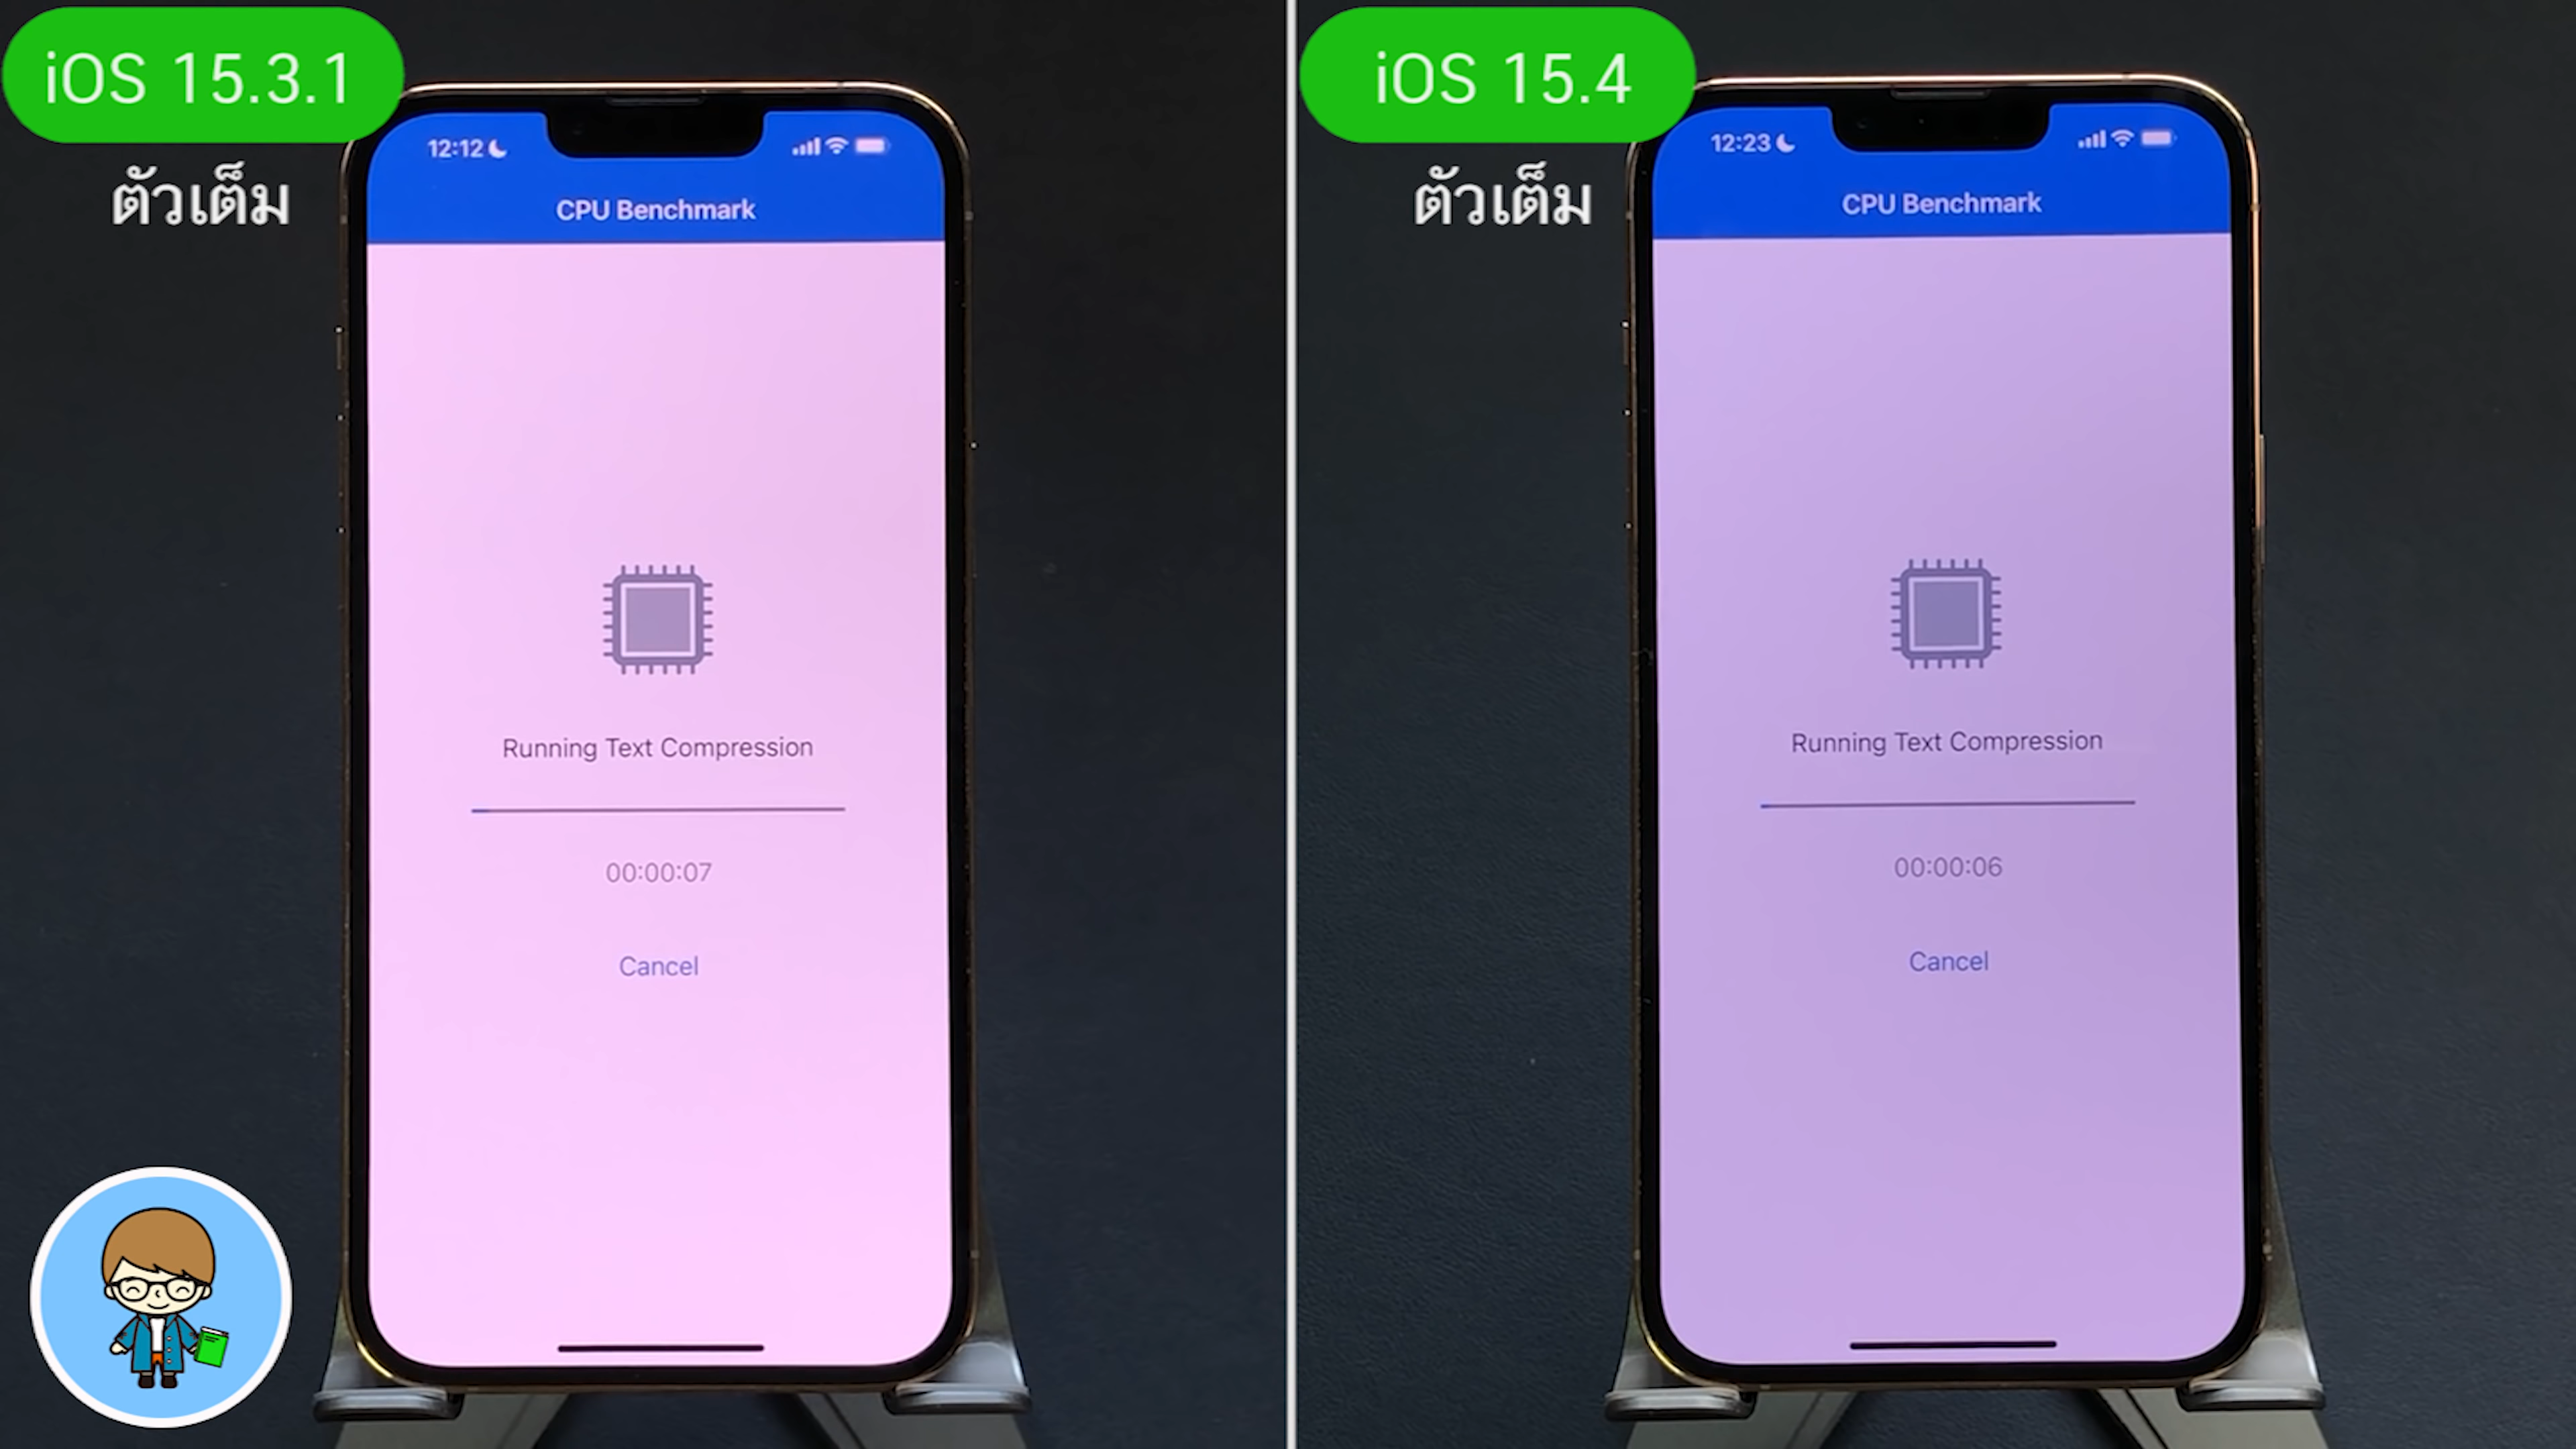 iOS 15.3.1
ตัวเต็ม
12:12
CPU Benchmark
Running Text Compression
00:00:07
Cancel
iOS 15.4
ตัวเต็ม
12:23
CPU Benchmark
Running Text Compression
00:00:06
Cancel